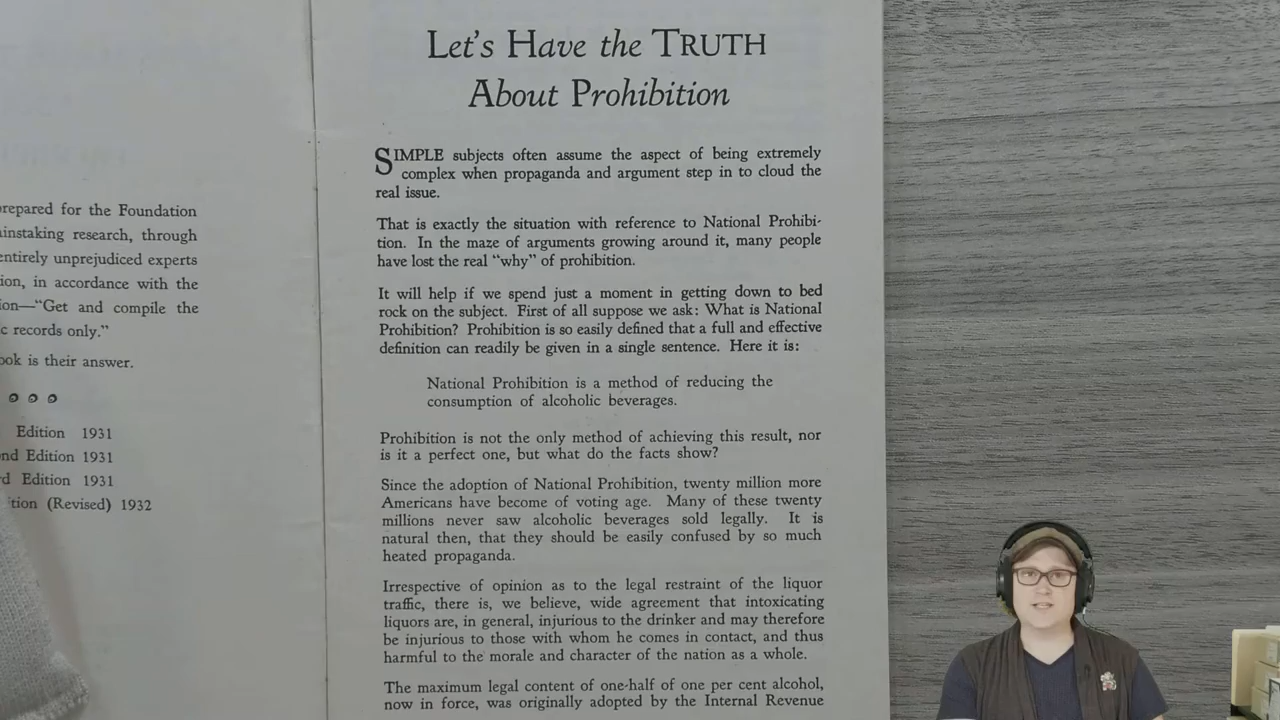 prepared for the Foundation
research, through
entirely unprejudiced experts
in accordance with the
“Get and compile the
records only.”
is their answer.
Edition 1931
Edition 1931
Edition 1931
(Revised) 1932
Let's Have the TRUTH
About Prohibition
SIMPLE subjects often assume the aspect of being extremely
complex when propaganda and argument step in to cloud the
real issue.
That is exactly the situation with reference to National Prohibi-
tion. In the maze of arguments growing around it, many people
have lost the real “why” of prohibition.
It will help if we spend just a moment in getting down to bed
rock on the subject. First of all suppose we ask: What is National
Prohibition? Prohibition is so easily defined that a full and effective
definition can readily be given in a single sentence. Here it is:
National Prohibition is a method of reducing the
consumption of alcoholic beverages.
Prohibition is not the only method of achieving this result, nor
is it a perfect one, but what do the facts show?
Since the adoption of National Prohibition, twenty million more
Americans have become of voting age. Many of these twenty
millions never saw alcoholic beverages sold legally. It is
natural then, that they should be easily confused by so much
heated propaganda.
Irrespective of opinion as to the legal restraint of the liquor
traffic, there is, we believe, wide agreement that intoxicating
liquors are, in general, injurious to the drinker and may therefore
be injurious to those with whom he comes in contact, and thus
harmful to the morale and character of the nation as a whole.
The maximum legal content of one-half of one per cent alcohol,
now in force, was originally adopted by the Internal Revenue